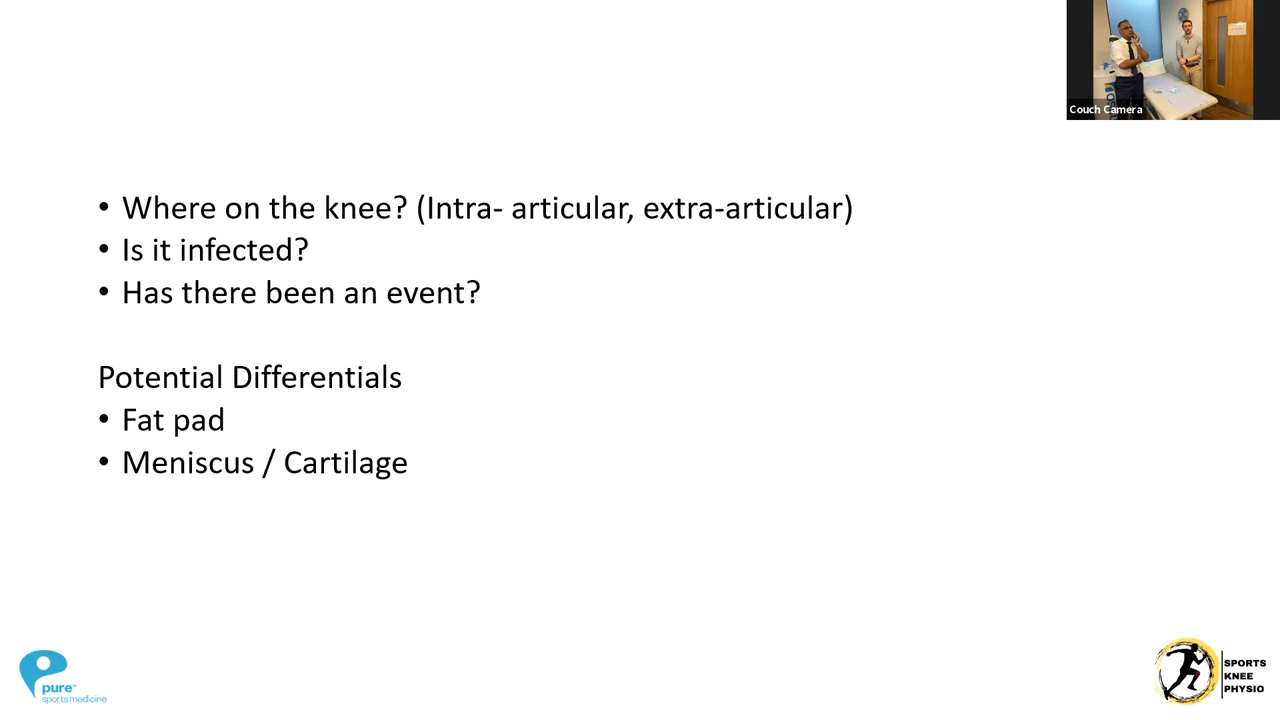 Couch Camera
• Where on the knee? (Intra- articular, extra-articular)
• Is it infected?
• Has there been an event?
Potential Differentials
• Fat pad
• Meniscus / Cartilage
pure™
sports medicine
SPORTS
KNEE
PHYSIO